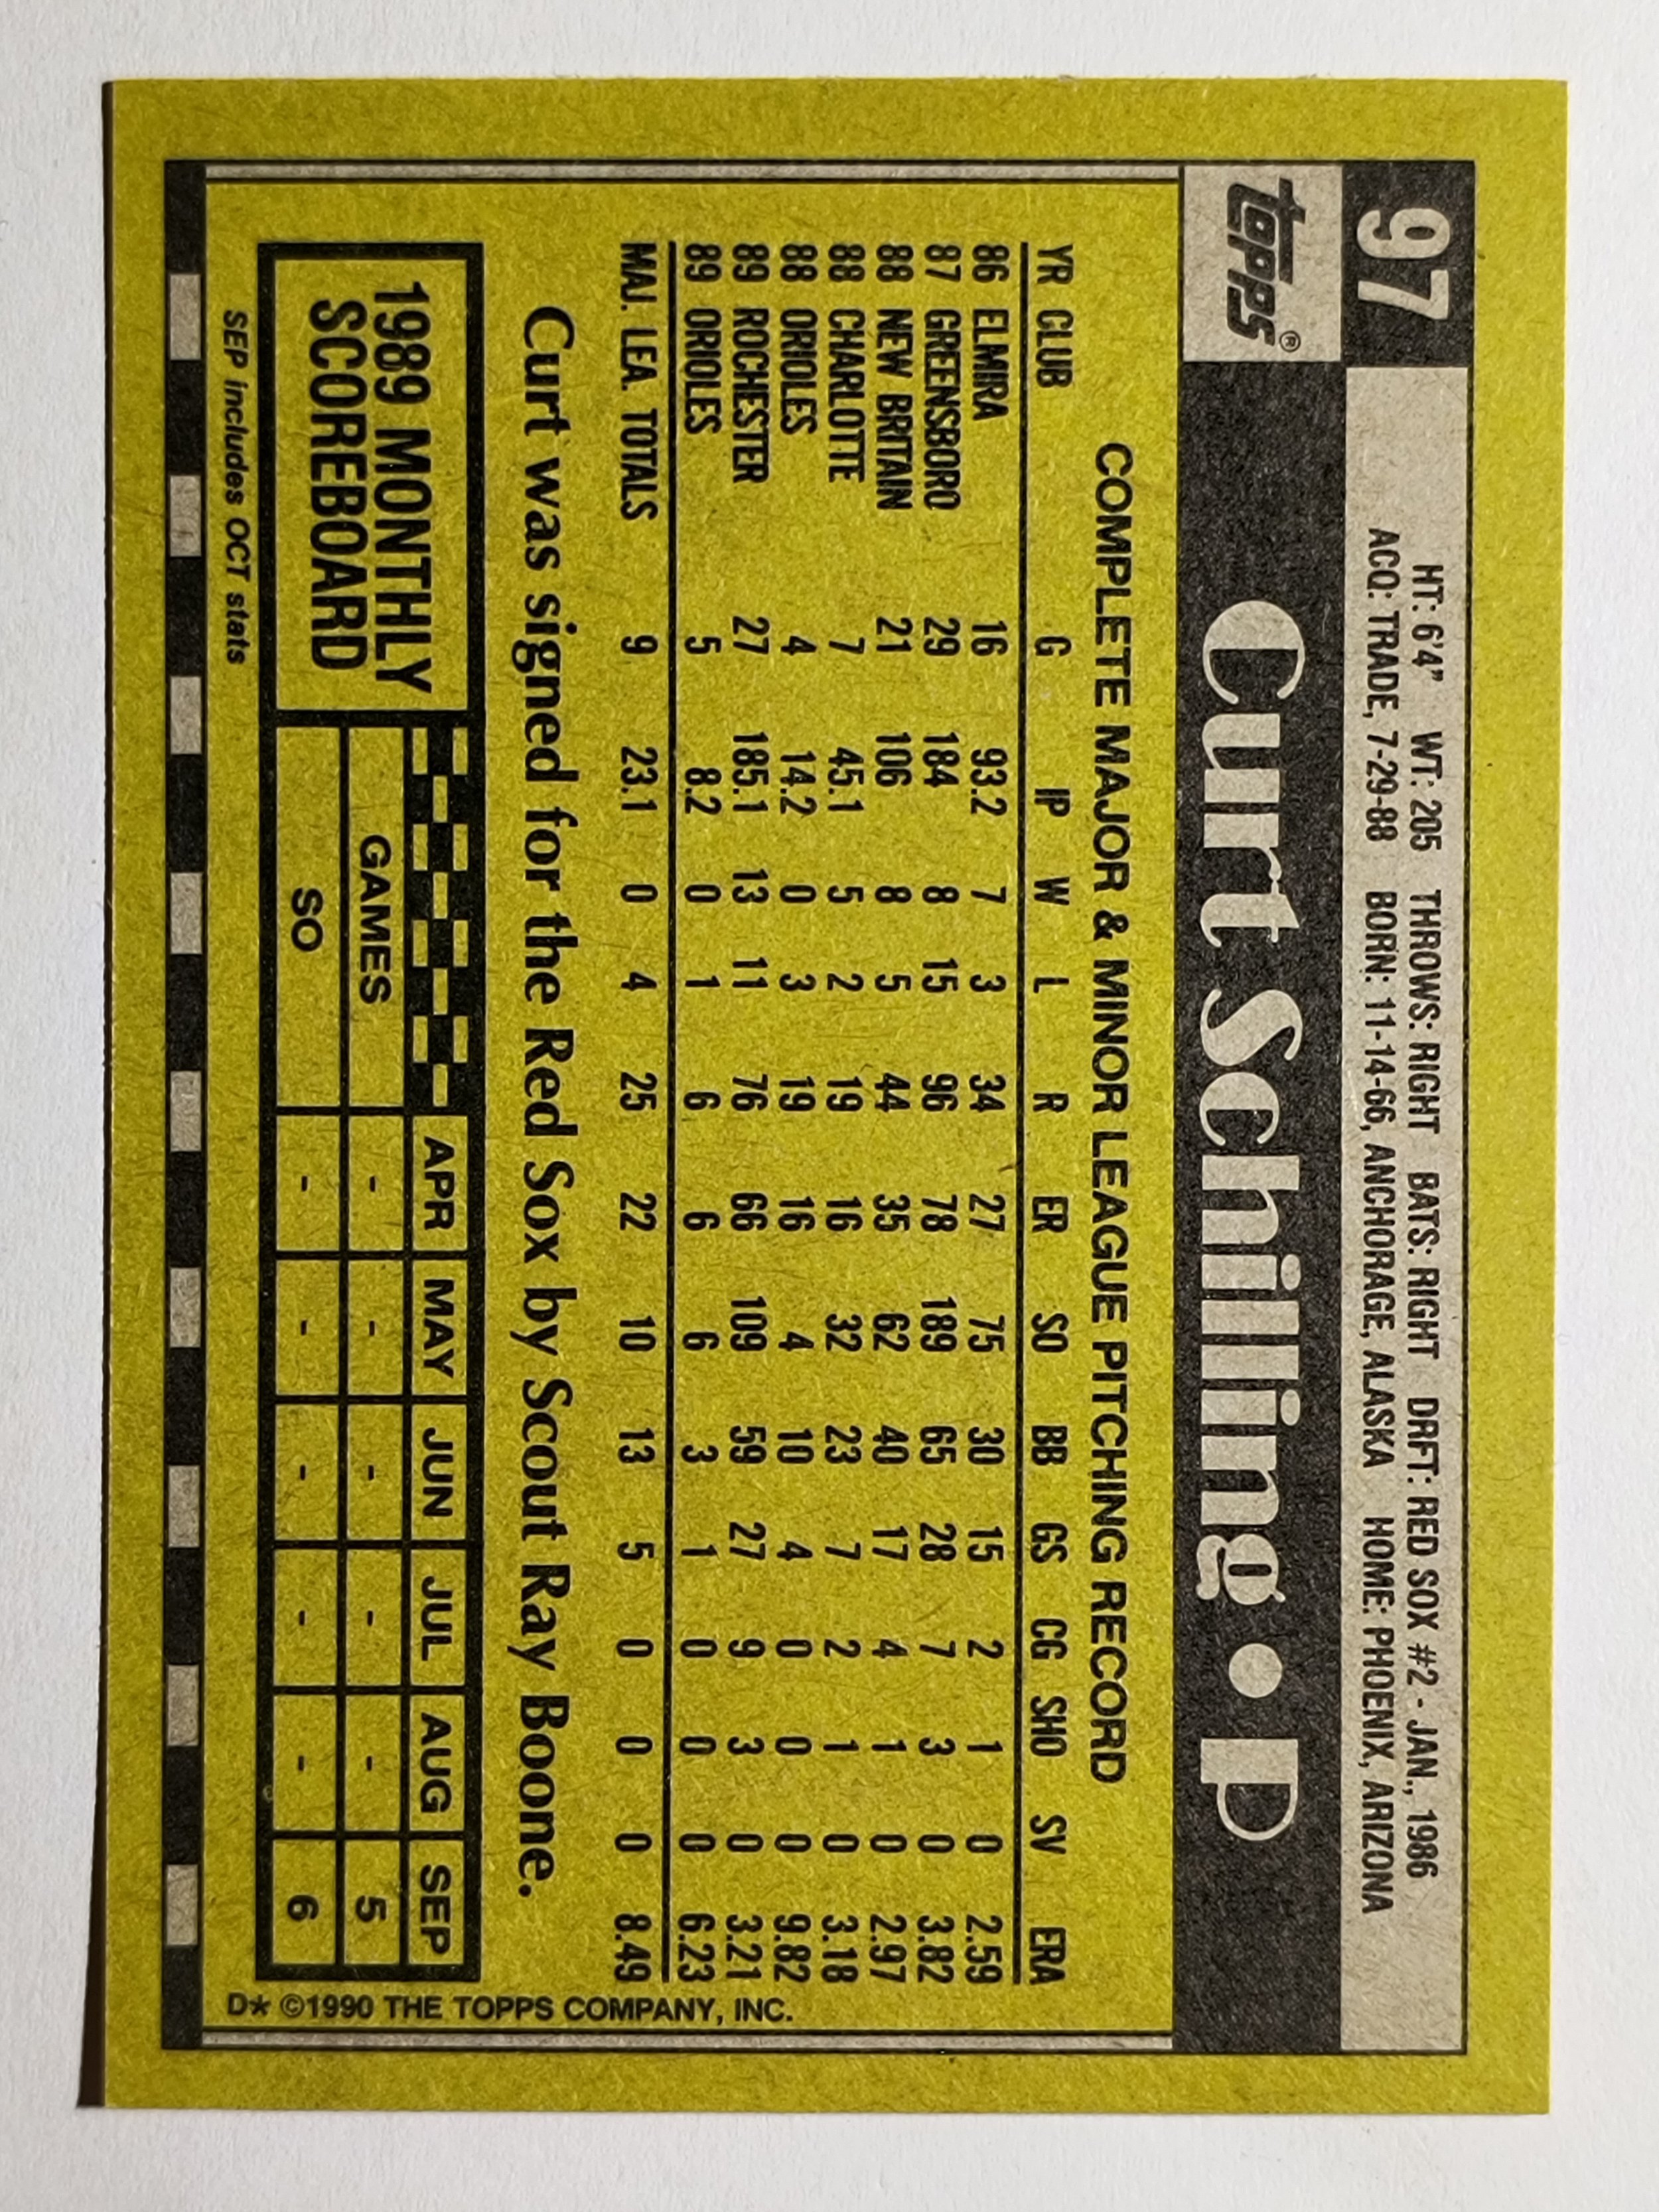 97
HT: 6'4" WT: 205 THROWS: RIGHT BATS: RIGHT DRFT: RED SOX #2 - JAN., 1986
ACQ: TRADE, 7-29-88 BORN: 11-14-66, ANCHORAGE, ALASKA HOME: PHOENIX, ARIZONA
topps®
Curt Schilling • P
COMPLETE MAJOR & MINOR LEAGUE PITCHING RECORD
YR CLUB G IP W L R ER SO BB GS CG SHO SV ERA
86 ELMIRA 16 93.2 7 3 34 27 75 30 15 2 1 0 2.59
87 GREENSBORO 29 184 8 15 96 78 189 65 28 7 3 0 3.82
88 NEW BRITAIN 21 106 8 5 44 35 62 40 17 4 1 0 2.97
88 CHARLOTTE 7 45.1 5 2 19 16 32 23 7 2 1 0 3.18
88 ORIOLES 4 14.2 0 3 19 16 4 10 4 0 0 0 9.82
89 ROCHESTER 27 185.1 13 11 76 66 109 59 27 9 3 0 3.21
89 ORIOLES 5 8.2 0 1 6 6 6 3 1 0 0 0 6.23
MAJ. LEA. TOTALS 9 23.1 0 4 25 22 10 13 5 0 0 0 8.49
Curt was signed for the Red Sox by Scout Ray Boone.
1989 MONTHLY
SCOREBOARD
APR MAY JUN JUL AUG SEP
GAMES - - - - - 5
SO - - - - - 6
SEP includes OCT stats
D* ©1990 THE TOPPS COMPANY, INC.